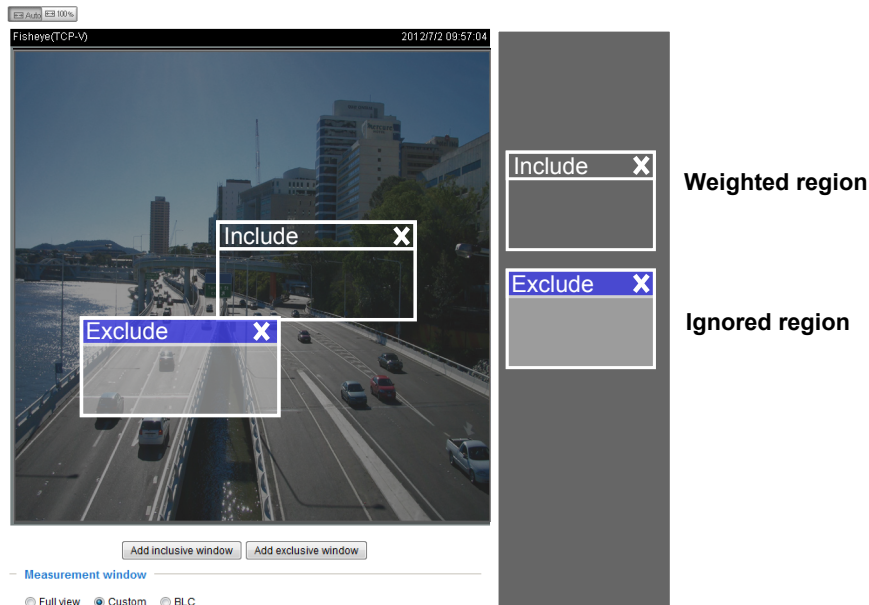 Auto 100%
Fisheye(TCP-V) 2012/7/2 09:57:04
Include
Exclude
Include
Weighted region
Exclude
Ignored region
Add inclusive window Add exclusive window
Measurement window
Full view Custom BLC